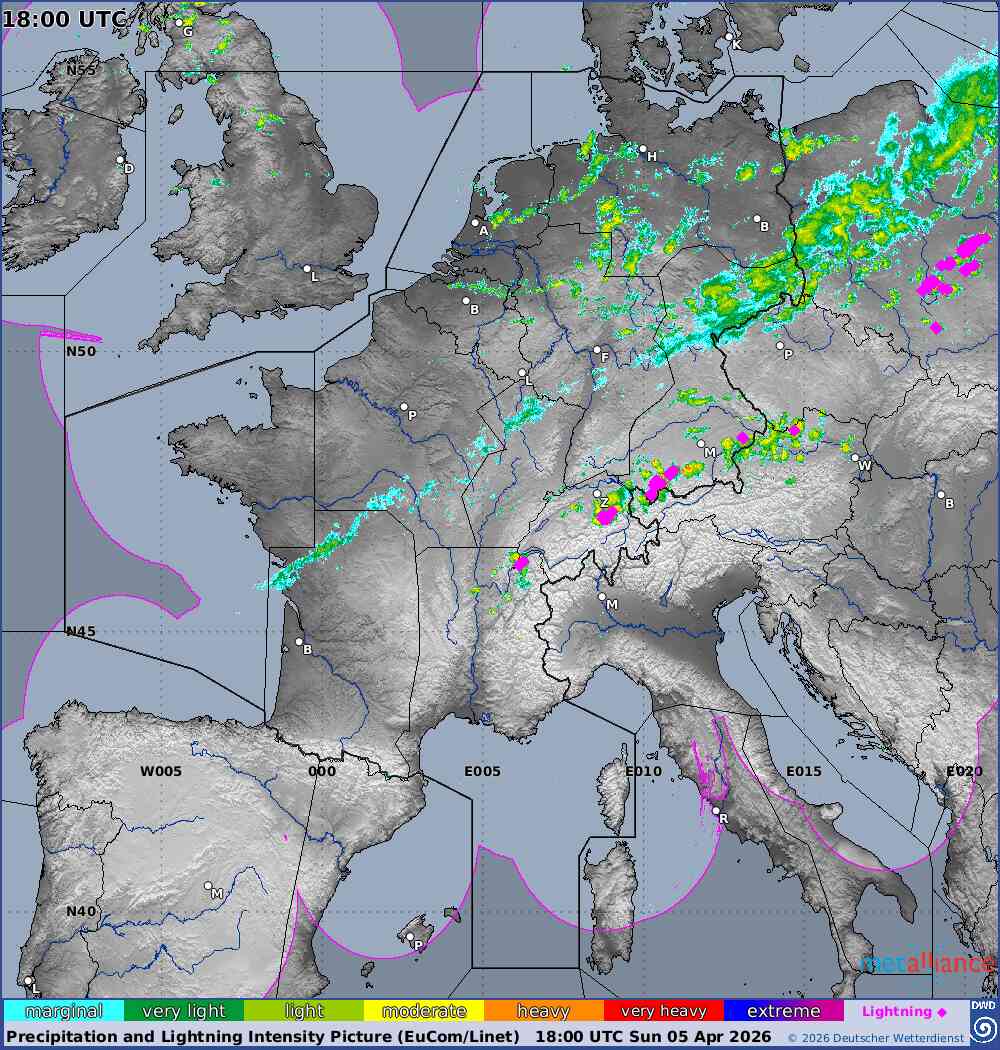 18:00 UTC
G
K
N55
H
D
A
B
L
B
F
P
N50
L
P
M
W
Z
B
M
N45
B
W005
000
E005
E010
E015
E020
R
M
N40
P
metalliance
L
marginal very light light moderate heavy very heavy extreme Lightning
DWD
Precipitation and Lightning Intensity Picture (EuCom/Linet) 18:00 UTC Sun 05 Apr 2026 © 2026 Deutscher Wetterdienst